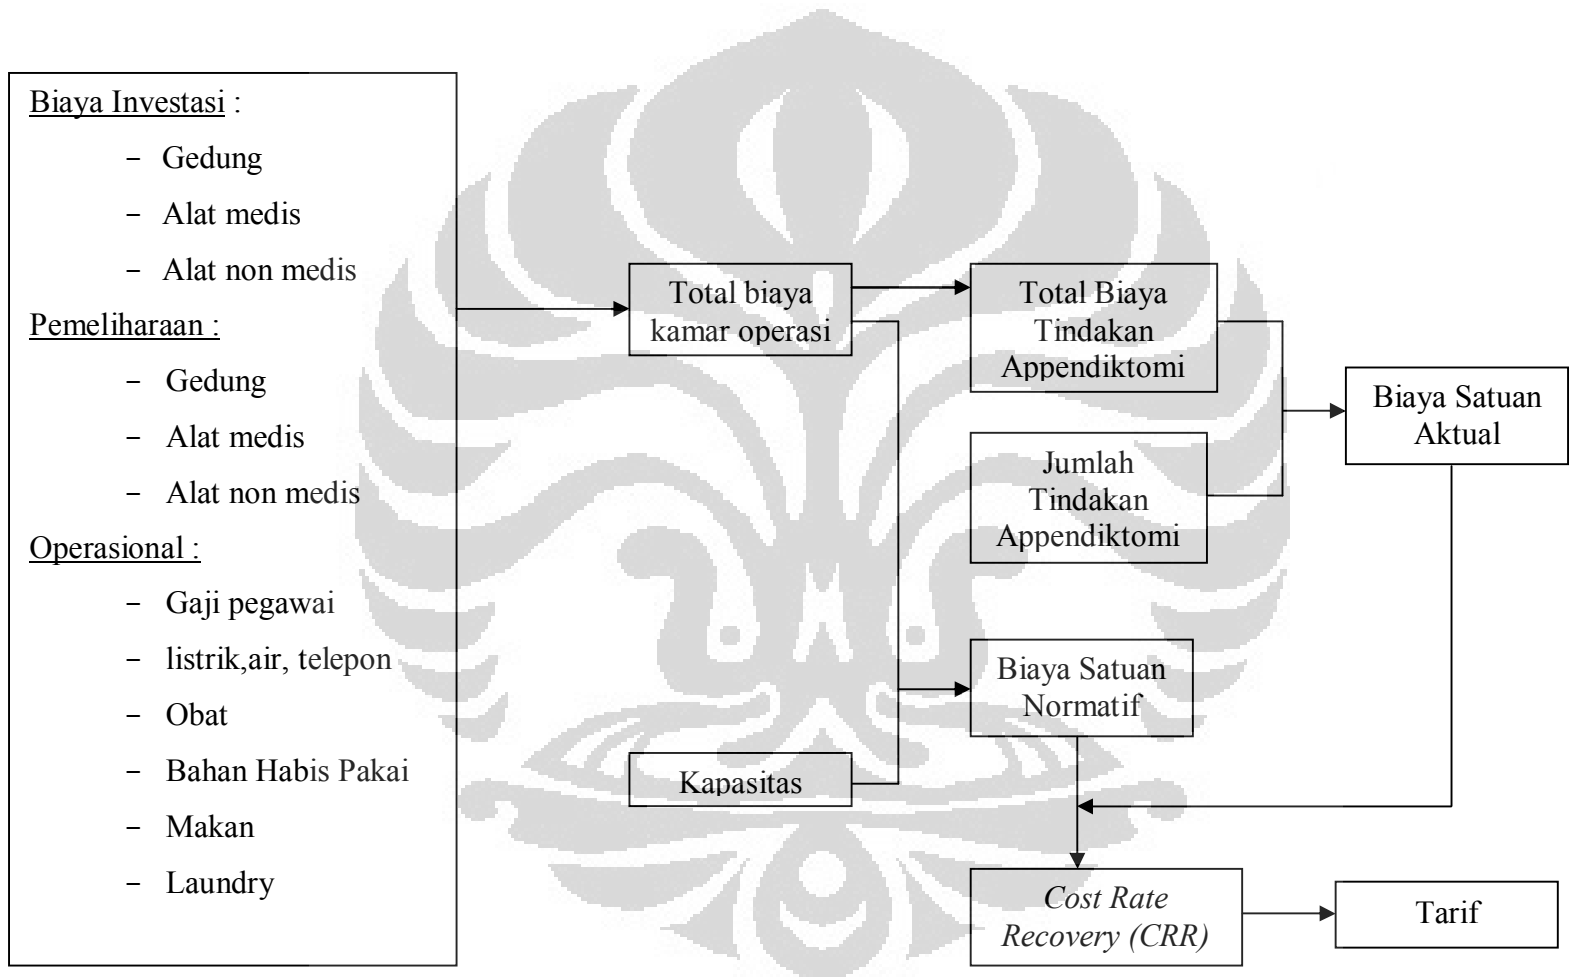 Biaya Investasi :
- Gedung
- Alat medis
- Alat non medis
Pemeliharaan :
- Gedung
- Alat medis
- Alat non medis
Operasional :
- Gaji pegawai
- listrik,air, telepon
- Obat
- Bahan Habis Pakai
- Makan
- Laundry
Total biaya
kamar operasi
Kapasitas
Total Biaya
Tindakan
Appendiktomi
Jumlah
Tindakan
Appendiktomi
Biaya Satuan
Normatif
Biaya Satuan
Aktual
Cost Rate
Recovery (CRR)
Tarif